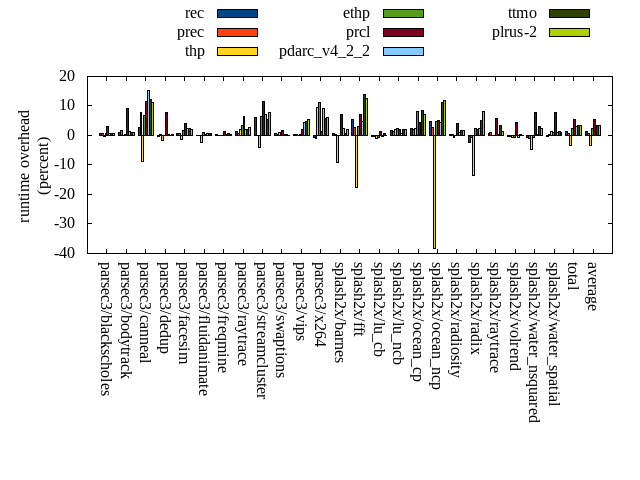 rec
prec
thp
ethp
prcl
pdarc_v4_2_2
ttmo
plrus-2
runtime overhead
(percent)
20
10
0
-10
-20
-30
-40
parsec3/blackscholes
parsec3/bodytrack
parsec3/canneal
parsec3/dedup
parsec3/facesim
parsec3/fluidanimate
parsec3/freqmine
parsec3/raytrace
parsec3/streamcluster
parsec3/swaptions
parsec3/vips
parsec3/x264
splash2x/barnes
splash2x/fft
splash2x/lu_cb
splash2x/lu_ncb
splash2x/ocean_cp
splash2x/ocean_ncp
splash2x/radiosity
splash2x/radix
splash2x/raytrace
splash2x/volrend
splash2x/water_nsquared
splash2x/water_spatial
total
average